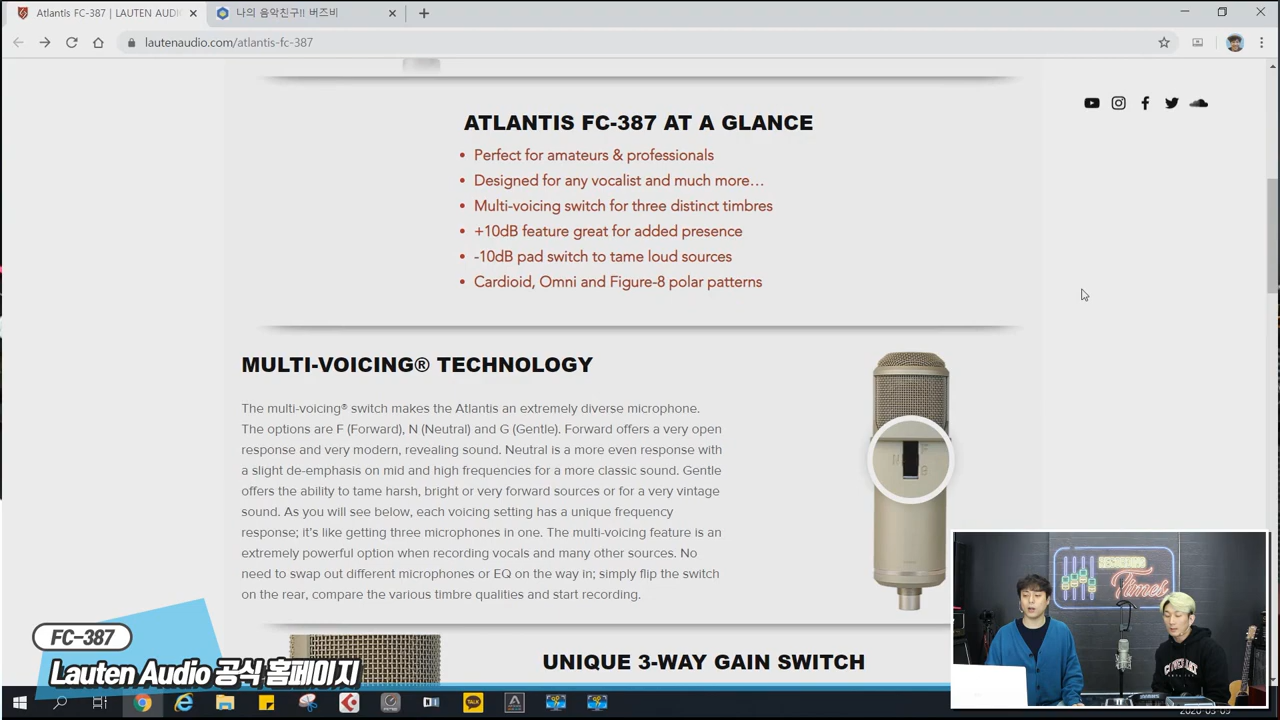 Atlantis FC-387 | LAUTEN AUDI
나의 음악친구!! 버즈비
lautenaudio.com/atlantis-fc-387
ATLANTIS FC-387 AT A GLANCE
• Perfect for amateurs & professionals
• Designed for any vocalist and much more…
• Multi-voicing switch for three distinct timbres
• +10dB feature great for added presence
• -10dB pad switch to tame loud sources
• Cardioid, Omni and Figure-8 polar patterns
MULTI-VOICING® TECHNOLOGY
The multi-voicing® switch makes the Atlantis an extremely diverse microphone.
The options are F (Forward), N (Neutral) and G (Gentle). Forward offers a very open
response and very modern, revealing sound. Neutral is a more even response with
a slight de-emphasis on mid and high frequencies for a more classic sound. Gentle
offers the ability to tame harsh, bright or very forward sources or for a very vintage
sound. As you will see below, each voicing setting has a unique frequency
response; it's like getting three microphones in one. The multi-voicing feature is an
extremely powerful option when recording vocals and many other sources. No
need to swap out different microphones or EQ on the way in; simply flip the switch
on the rear, compare the various timbre qualities and start recording.
UNIQUE 3-WAY GAIN SWITCH
RECORDING
Times
FC-387
Lauten Audio 공식 홈페이지
TALK